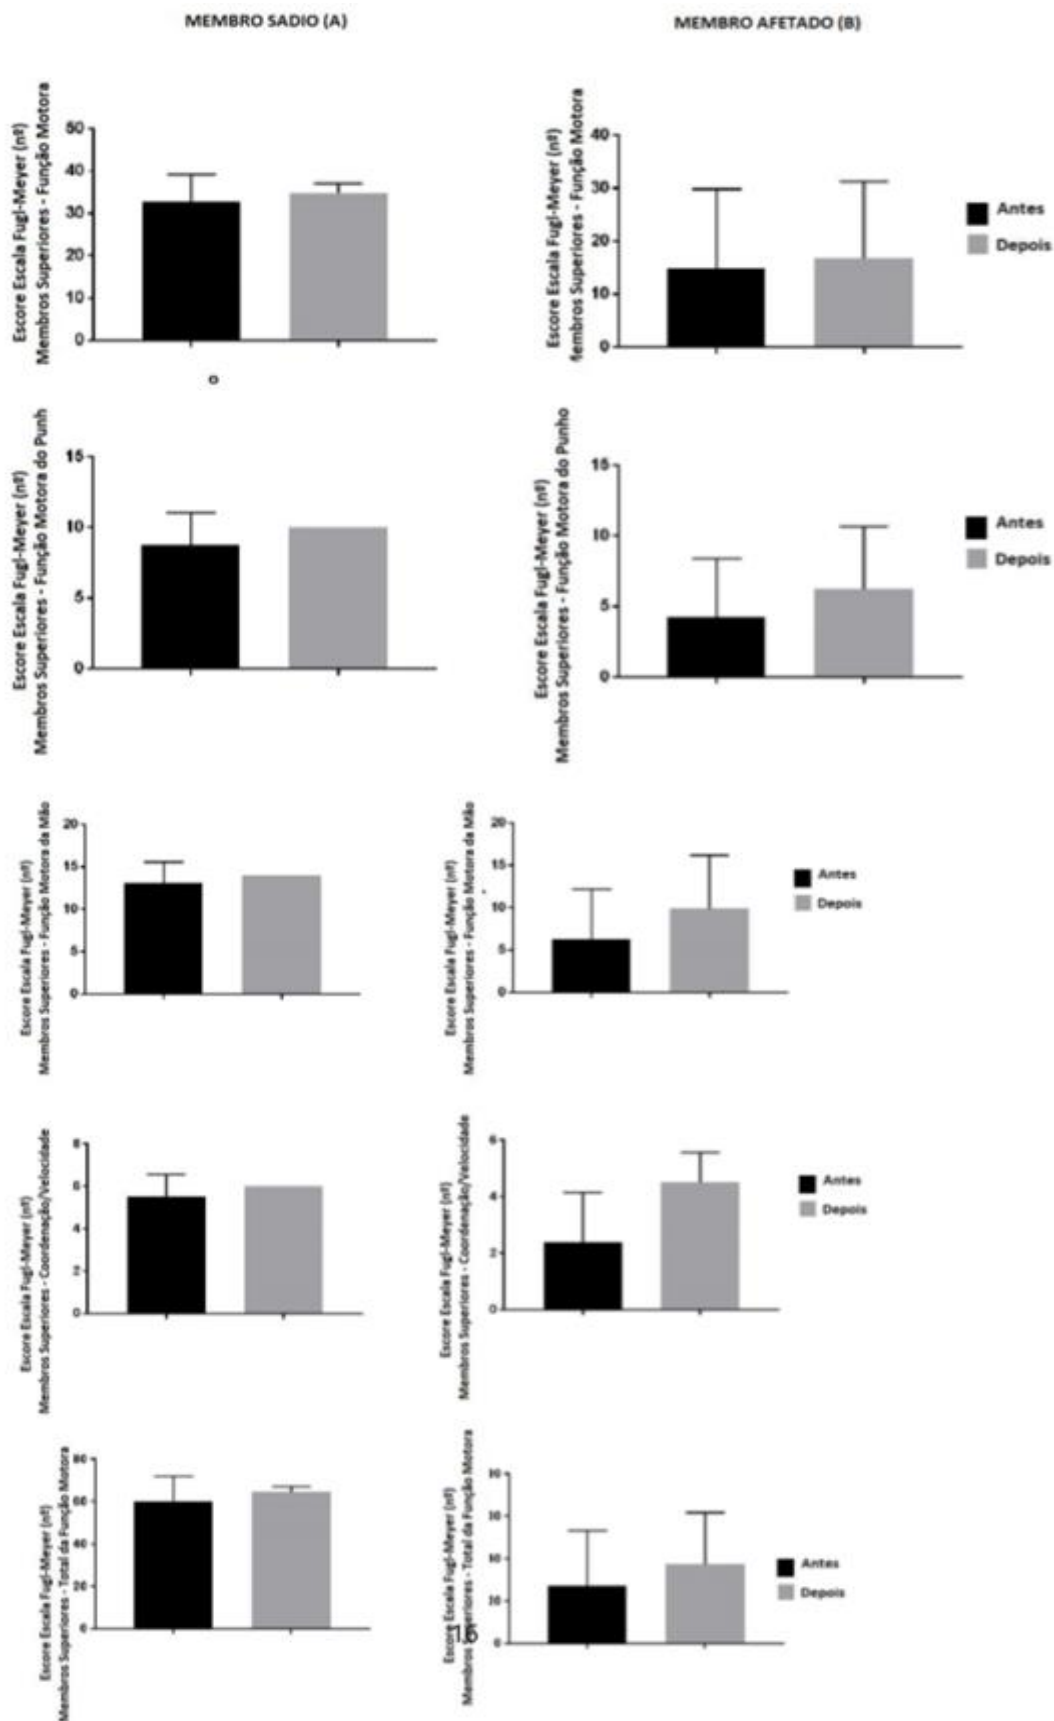 MEMBRO SADIO (A)
MEMBRO AFETADO (B)
Escore Escala Fugl-Meyer (nº)
Membros Superiores - Função Motora
50
40
30
20
10
0
Escore Escala Fugl-Meyer (nº)
Membros Superiores - Função Motora
40
30
20
10
0
Antes
Depois
o
Escore Escala Fugl-Meyer (nº)
Membros Superiores - Função Motora do Punh
15
10
5
0
Escore Escala Fugl-Meyer (nº)
Membros Superiores - Função Motora do Punho
15
10
5
0
Antes
Depois
Escore Escala Fugl-Meyer (nº)
Membros Superiores - Função Motora da Mão
20
15
10
5
0
Escore Escala Fugl-Meyer (nº)
Membros Superiores - Função Motora da Mão
20
15
10
5
0
Antes
Depois
Escore Escala Fugl-Meyer (nº)
Membros Superiores - Coordenação/Velocidade
8
6
4
2
0
Escore Escala Fugl-Meyer (nº)
Membros Superiores - Coordenação/Velocidade
6
4
2
0
Antes
Depois
Escore Escala Fugl-Meyer (nº)
Membros Superiores - Total da Função Motora
80
60
40
20
0
Escore Escala Fugl-Meyer (nº)
Membros Superiores - Total da Função Motora
80
60
40
20
0
Antes
Depois
16